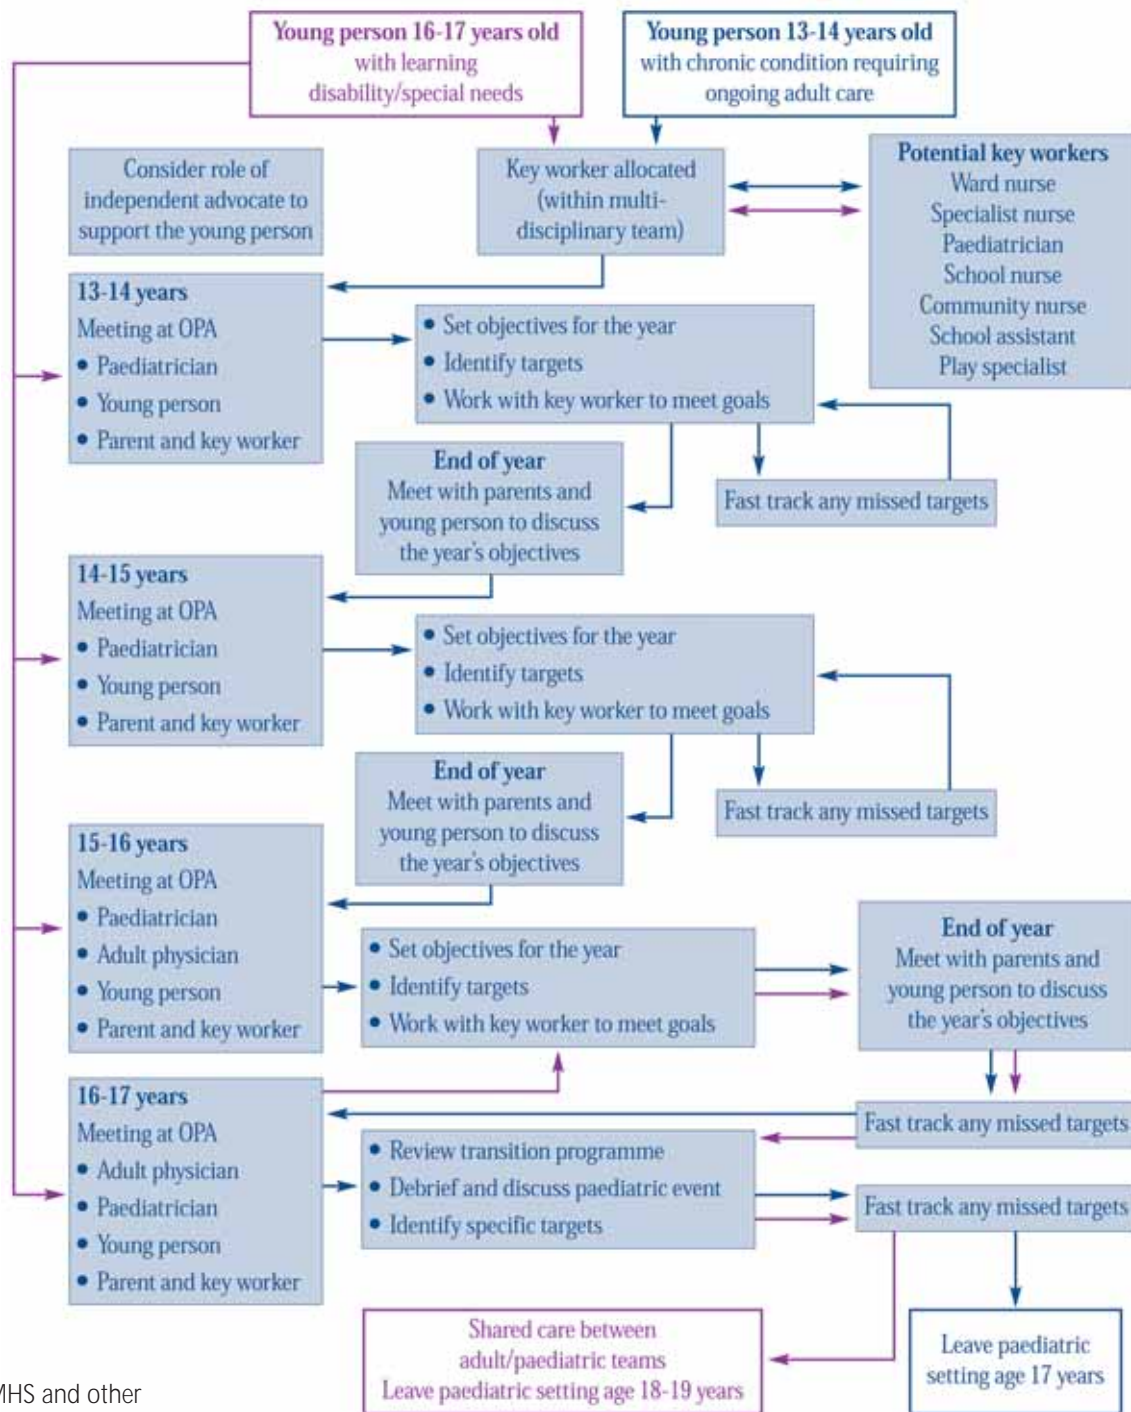 Young person 16-17 years old
with learning
disability/special needs
Young person 13-14 years old
with chronic condition requiring
ongoing adult care
Consider role of
independent advocate to
support the young person
Key worker allocated
(within multi-
disciplinary team)
Potential key workers
Ward nurse
Specialist nurse
Paediatrician
School nurse
Community nurse
School assistant
Play specialist
13-14 years
Meeting at OPA
• Paediatrician
• Young person
• Parent and key worker
• Set objectives for the year
• Identify targets
• Work with key worker to meet goals
End of year
Meet with parents and
young person to discuss
the year's objectives
Fast track any missed targets
14-15 years
Meeting at OPA
• Paediatrician
• Young person
• Parent and key worker
• Set objectives for the year
• Identify targets
• Work with key worker to meet goals
End of year
Meet with parents and
young person to discuss
the year's objectives
Fast track any missed targets
15-16 years
Meeting at OPA
• Paediatrician
• Adult physician
• Young person
• Parent and key worker
• Set objectives for the year
• Identify targets
• Work with key worker to meet goals
End of year
Meet with parents and
young person to discuss
the year's objectives
16-17 years
Meeting at OPA
• Adult physician
• Paediatrician
• Young person
• Parent and key worker
Fast track any missed targets
• Review transition programme
• Debrief and discuss paediatric event
• Identify specific targets
Fast track any missed targets
Shared care between
adult/paediatric teams
Leave paediatric setting age 18-19 years
Leave paediatric
setting age 17 years
MHS and other